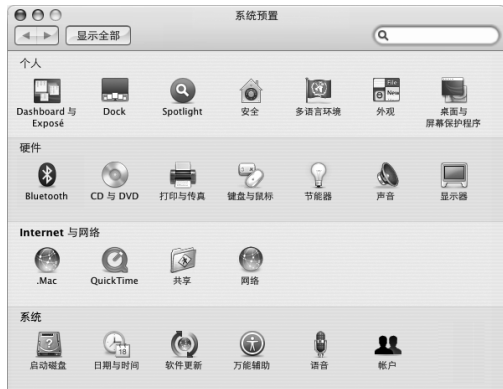 系统预置
显示全部
个人
Dashboard 与 Exposé
Dock
Spotlight
安全
多语言环境
File
New
外观
桌面与
屏幕保护程序
硬件
Bluetooth
CD 与 DVD
打印与传真
键盘与鼠标
节能器
声音
显示器
Internet 与网络
.Mac
QuickTime
共享
网络
系统
18
启动磁盘
日期与时间
软件更新
万能辅助
语音
帐户